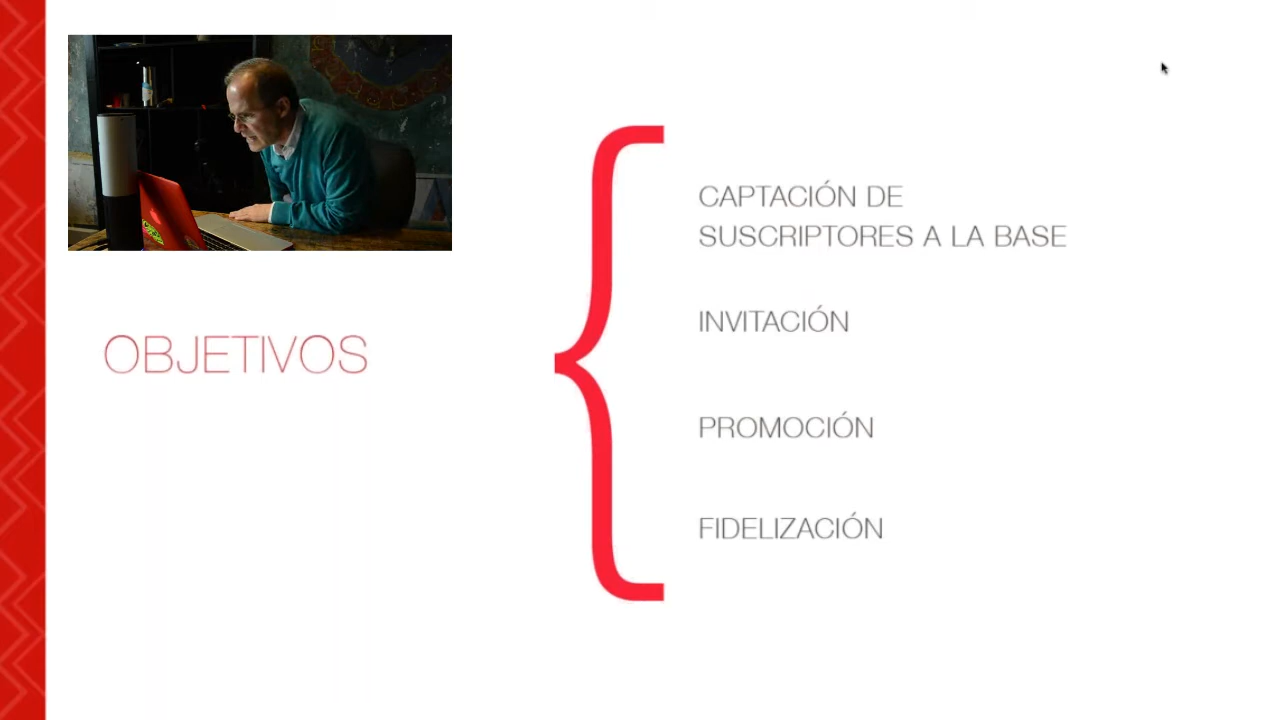 OBJETIVOS
CAPTACIÓN DE
SUSCRIPTORES A LA BASE
INVITACIÓN
PROMOCIÓN
FIDELIZACIÓN